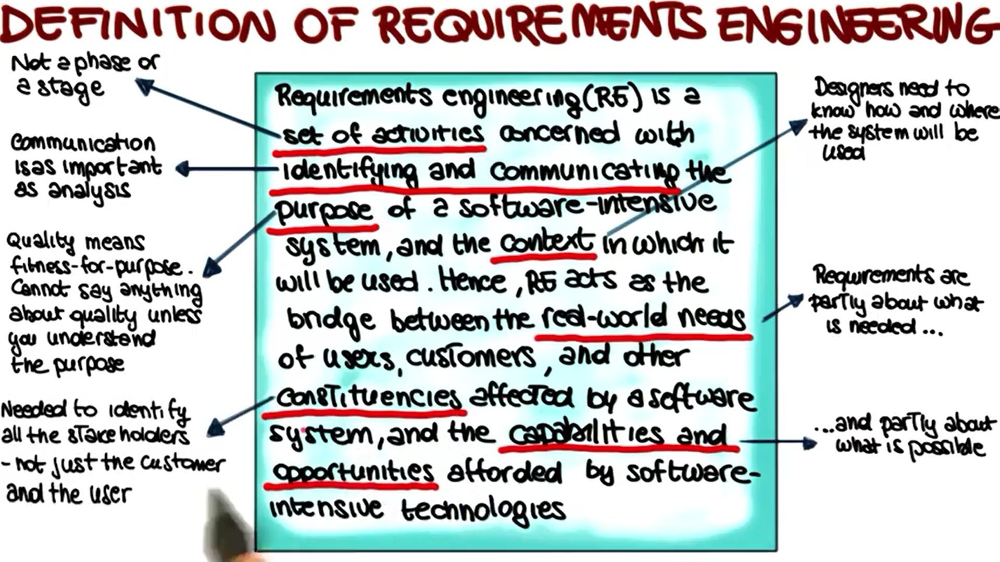 DEFINITION OF REQUIREMENTS ENGINEERING
Not a phase or
a stage
Communication
is as important
as analysis
Quality means
fitness-for-purpose.
Cannot say anything
about quality unless
you understand
the purpose
Needed to identify
all the stakeholders
- not just the customer
and the user
Requirements engineering (RE) is a
set of activities concerned with
identifying and communicating the
purpose of a software-intensive
system, and the context in which it
will be used. Hence, RE acts as the
bridge between the real-world needs
of users, customers, and other
constituencies affected by a software
system, and the capabilities and
opportunities afforded by software-
intensive technologies
Designers need to
know how and where
the system will be
used
Requirements are
partly about what
is needed ...
...and partly about
what is possible